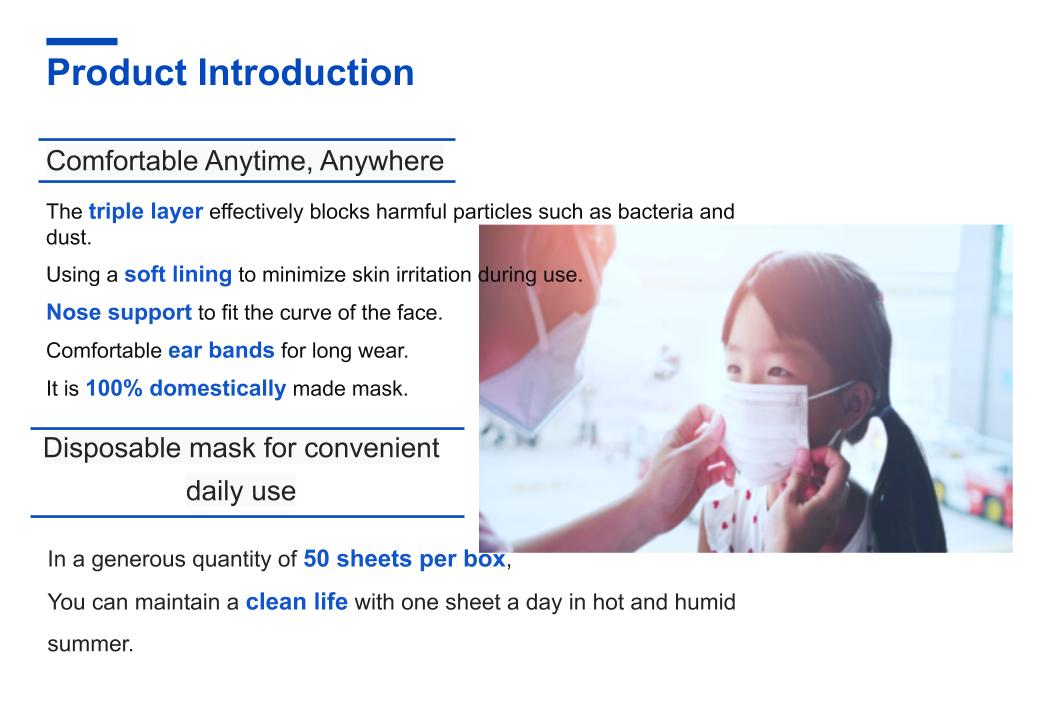 Product Introduction
Comfortable Anytime, Anywhere
The triple layer effectively blocks harmful particles such as bacteria and
dust.
Using a soft lining to minimize skin irritation during use.
Nose support to fit the curve of the face.
Comfortable ear bands for long wear.
It is 100% domestically made mask.
Disposable mask for convenient
daily use
In a generous quantity of 50 sheets per box,
You can maintain a clean life with one sheet a day in hot and humid
summer.